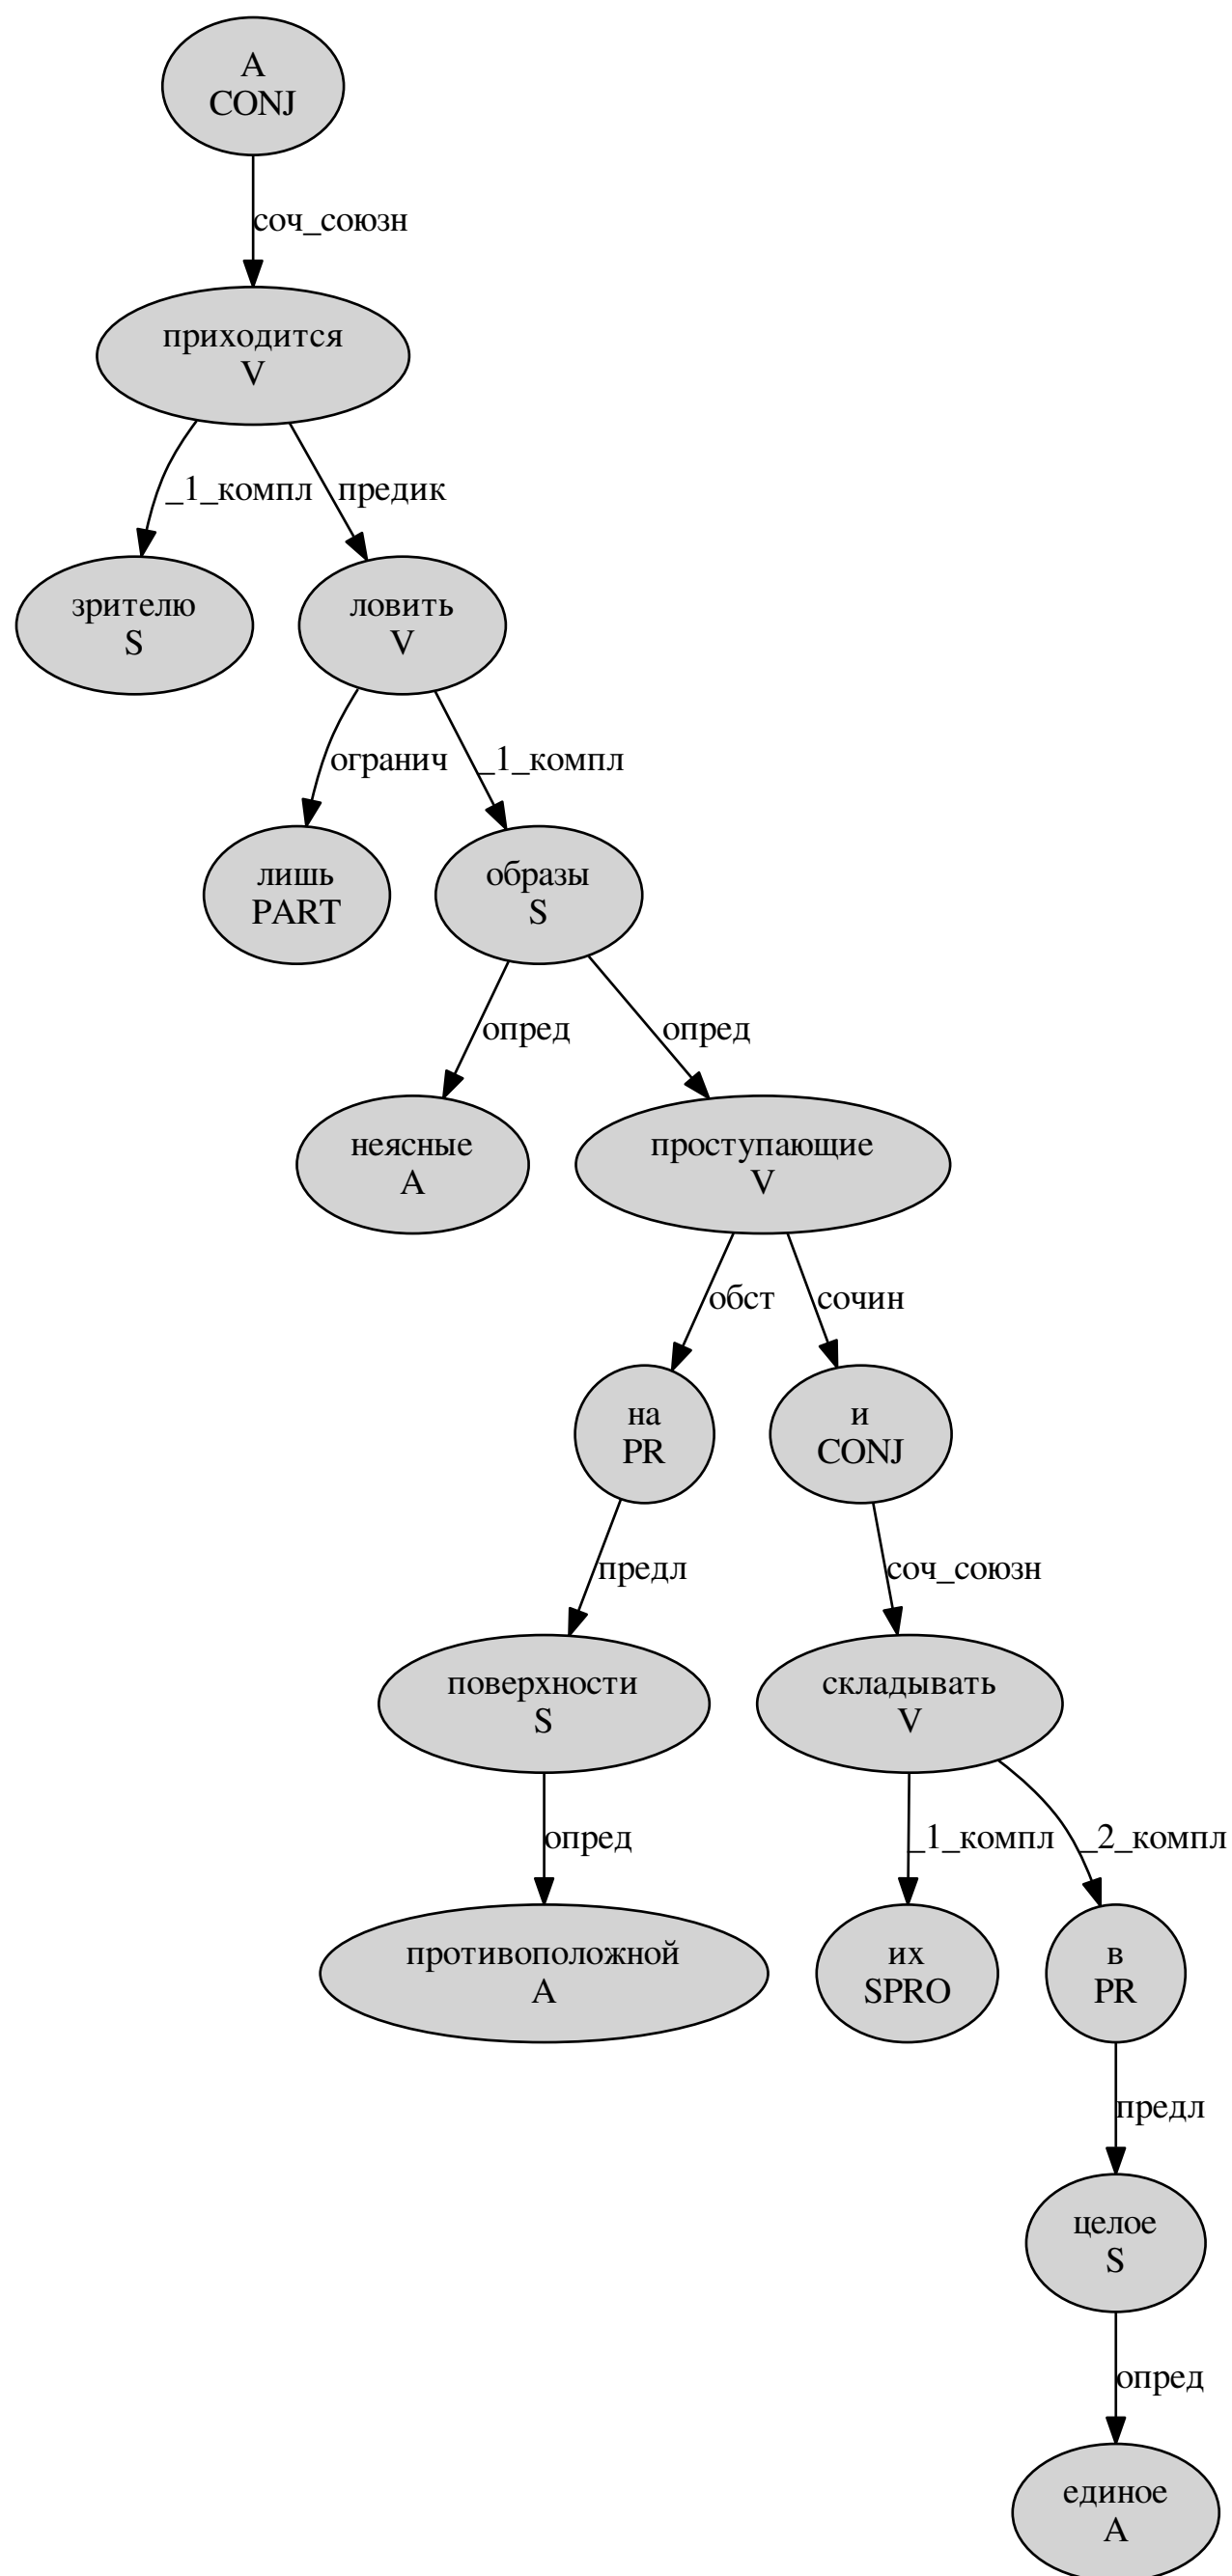 А
CONJ
соч_союзн
приходится
V
_1_компл
предик
зрителю
S
ловить
V
огранич
_1_компл
лишь
PART
образы
S
опред
опред
неясные
A
проступающие
V
обст
сочин
на
PR
и
CONJ
предл
соч_союзн
поверхности
S
складывать
V
опред
_1_компл
_2_компл
противоположной
A
их
SPRO
в
PR
предл
целое
S
опред
единое
A